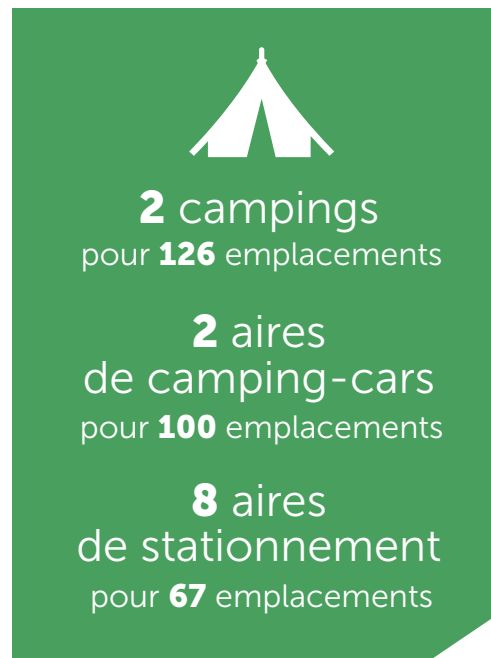 2 campings
pour 126 emplacements
2 aires
de camping-cars
pour 100 emplacements
8 aires
de stationnement
pour 67 emplacements